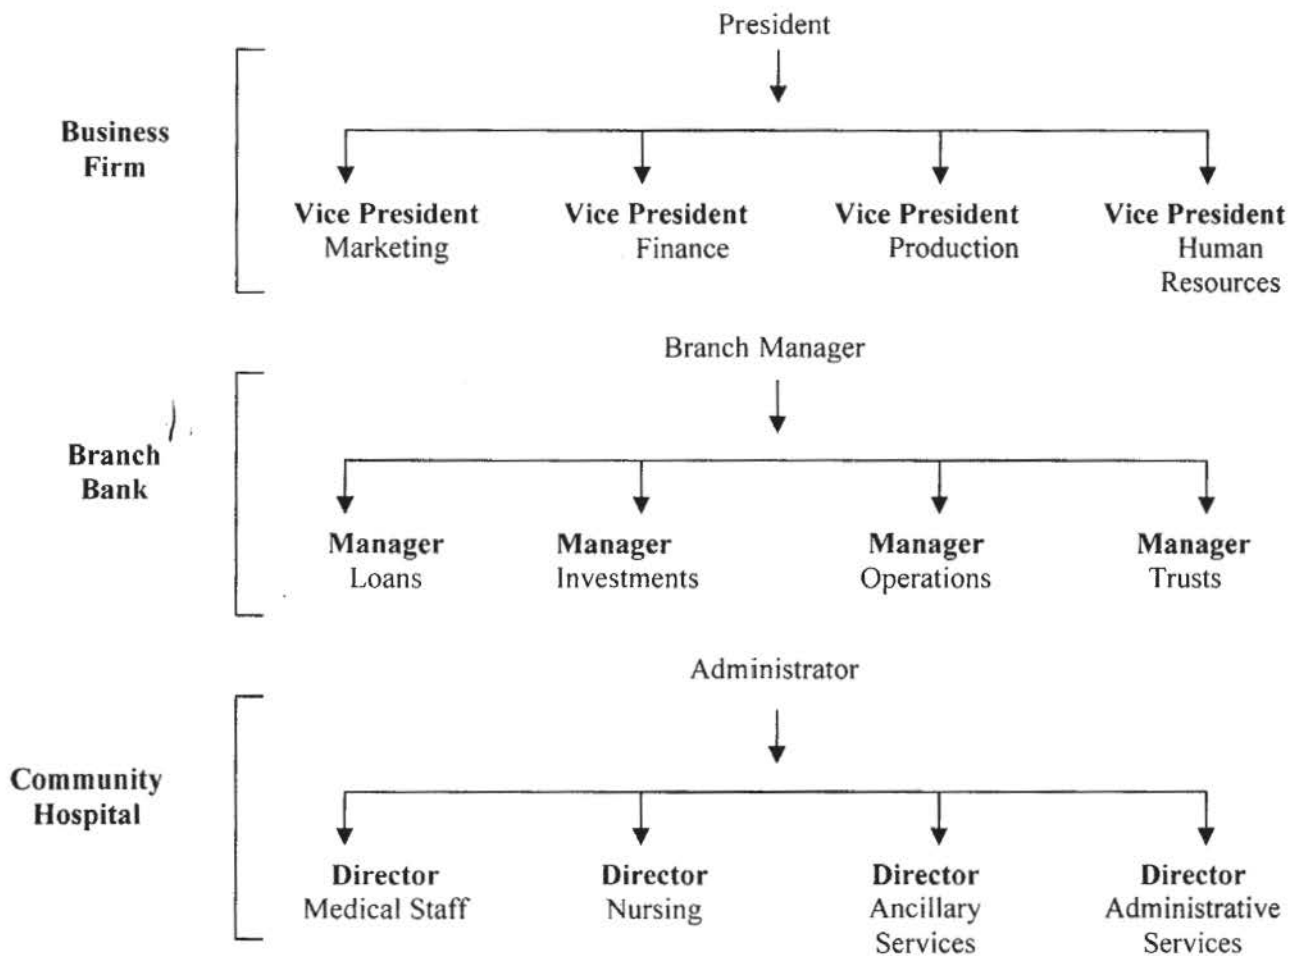 President
Business
Firm
Vice President
Marketing
Vice President
Finance
Vice President
Production
Vice President
Human
Resources
Branch Manager
Branch
Bank
Manager
Loans
Manager
Investments
Manager
Operations
Manager
Trusts
Administrator
Community
Hospital
Director
Medical Staff
Director
Nursing
Director
Ancillary
Services
Director
Administrative
Services